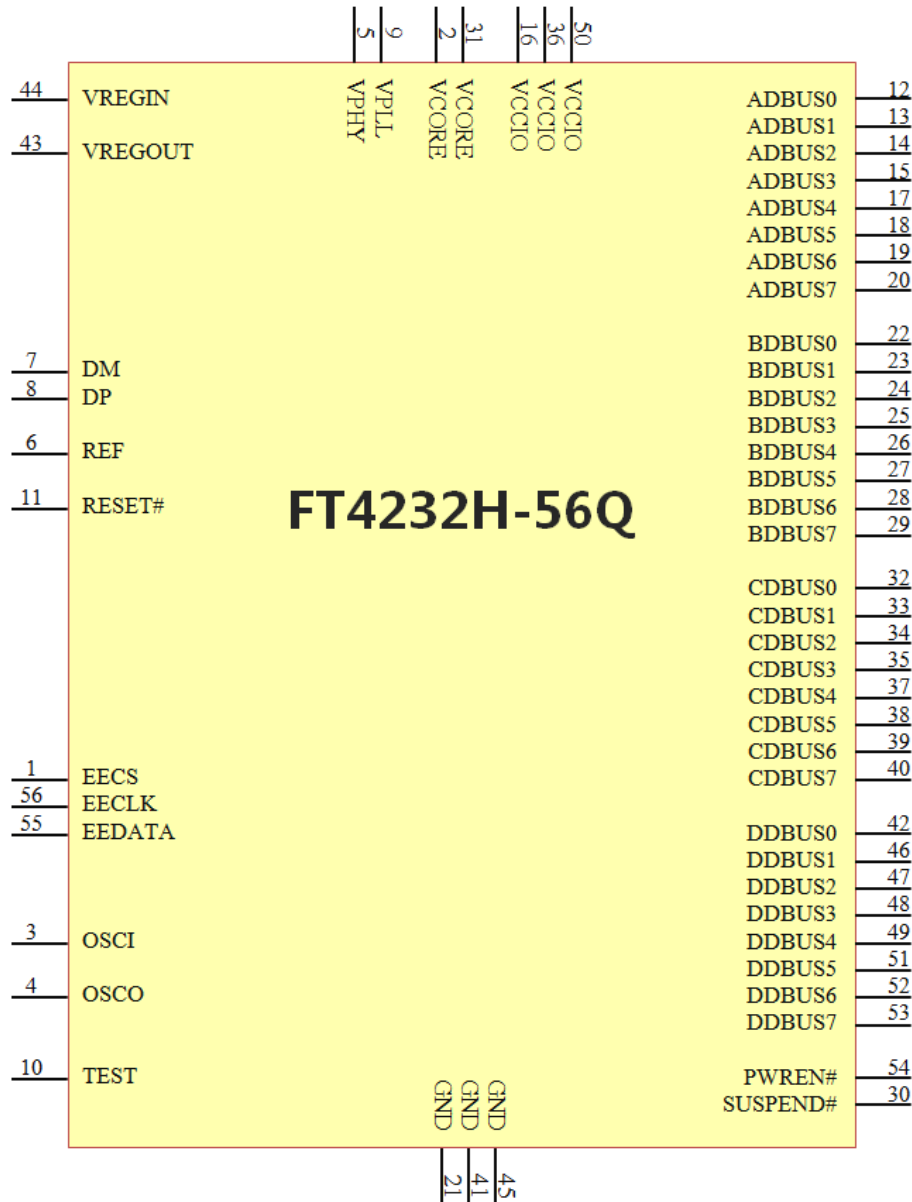 5 9 2 31 16 36 50
VPHY VPLL VCORE VCORE VCCIO VCCIO VCCIO
44 VREGIN ADBUS0 12
ADBUS1 13
43 VREGOUT ADBUS2 14
ADBUS3 15
ADBUS4 17
ADBUS5 18
ADBUS6 19
ADBUS7 20
BDBUS0 22
7 DM BDBUS1 23
8 DP BDBUS2 24
BDBUS3 25
6 REF BDBUS4 26
BDBUS5 27
11 RESET# FT4232H-56Q BDBUS6 28
BDBUS7 29
CDBUS0 32
CDBUS1 33
CDBUS2 34
CDBUS3 35
CDBUS4 37
CDBUS5 38
CDBUS6 39
1 EECS CDBUS7 40
56 EECLK
55 EEDATA DDBUS0 42
DDBUS1 46
DDBUS2 47
DDBUS3 48
3 OSCI DDBUS4 49
DDBUS5 51
4 OSCO DDBUS6 52
DDBUS7 53
10 TEST PWREN# 54
SUSPEND# 30
GND GND GND
21 41 45